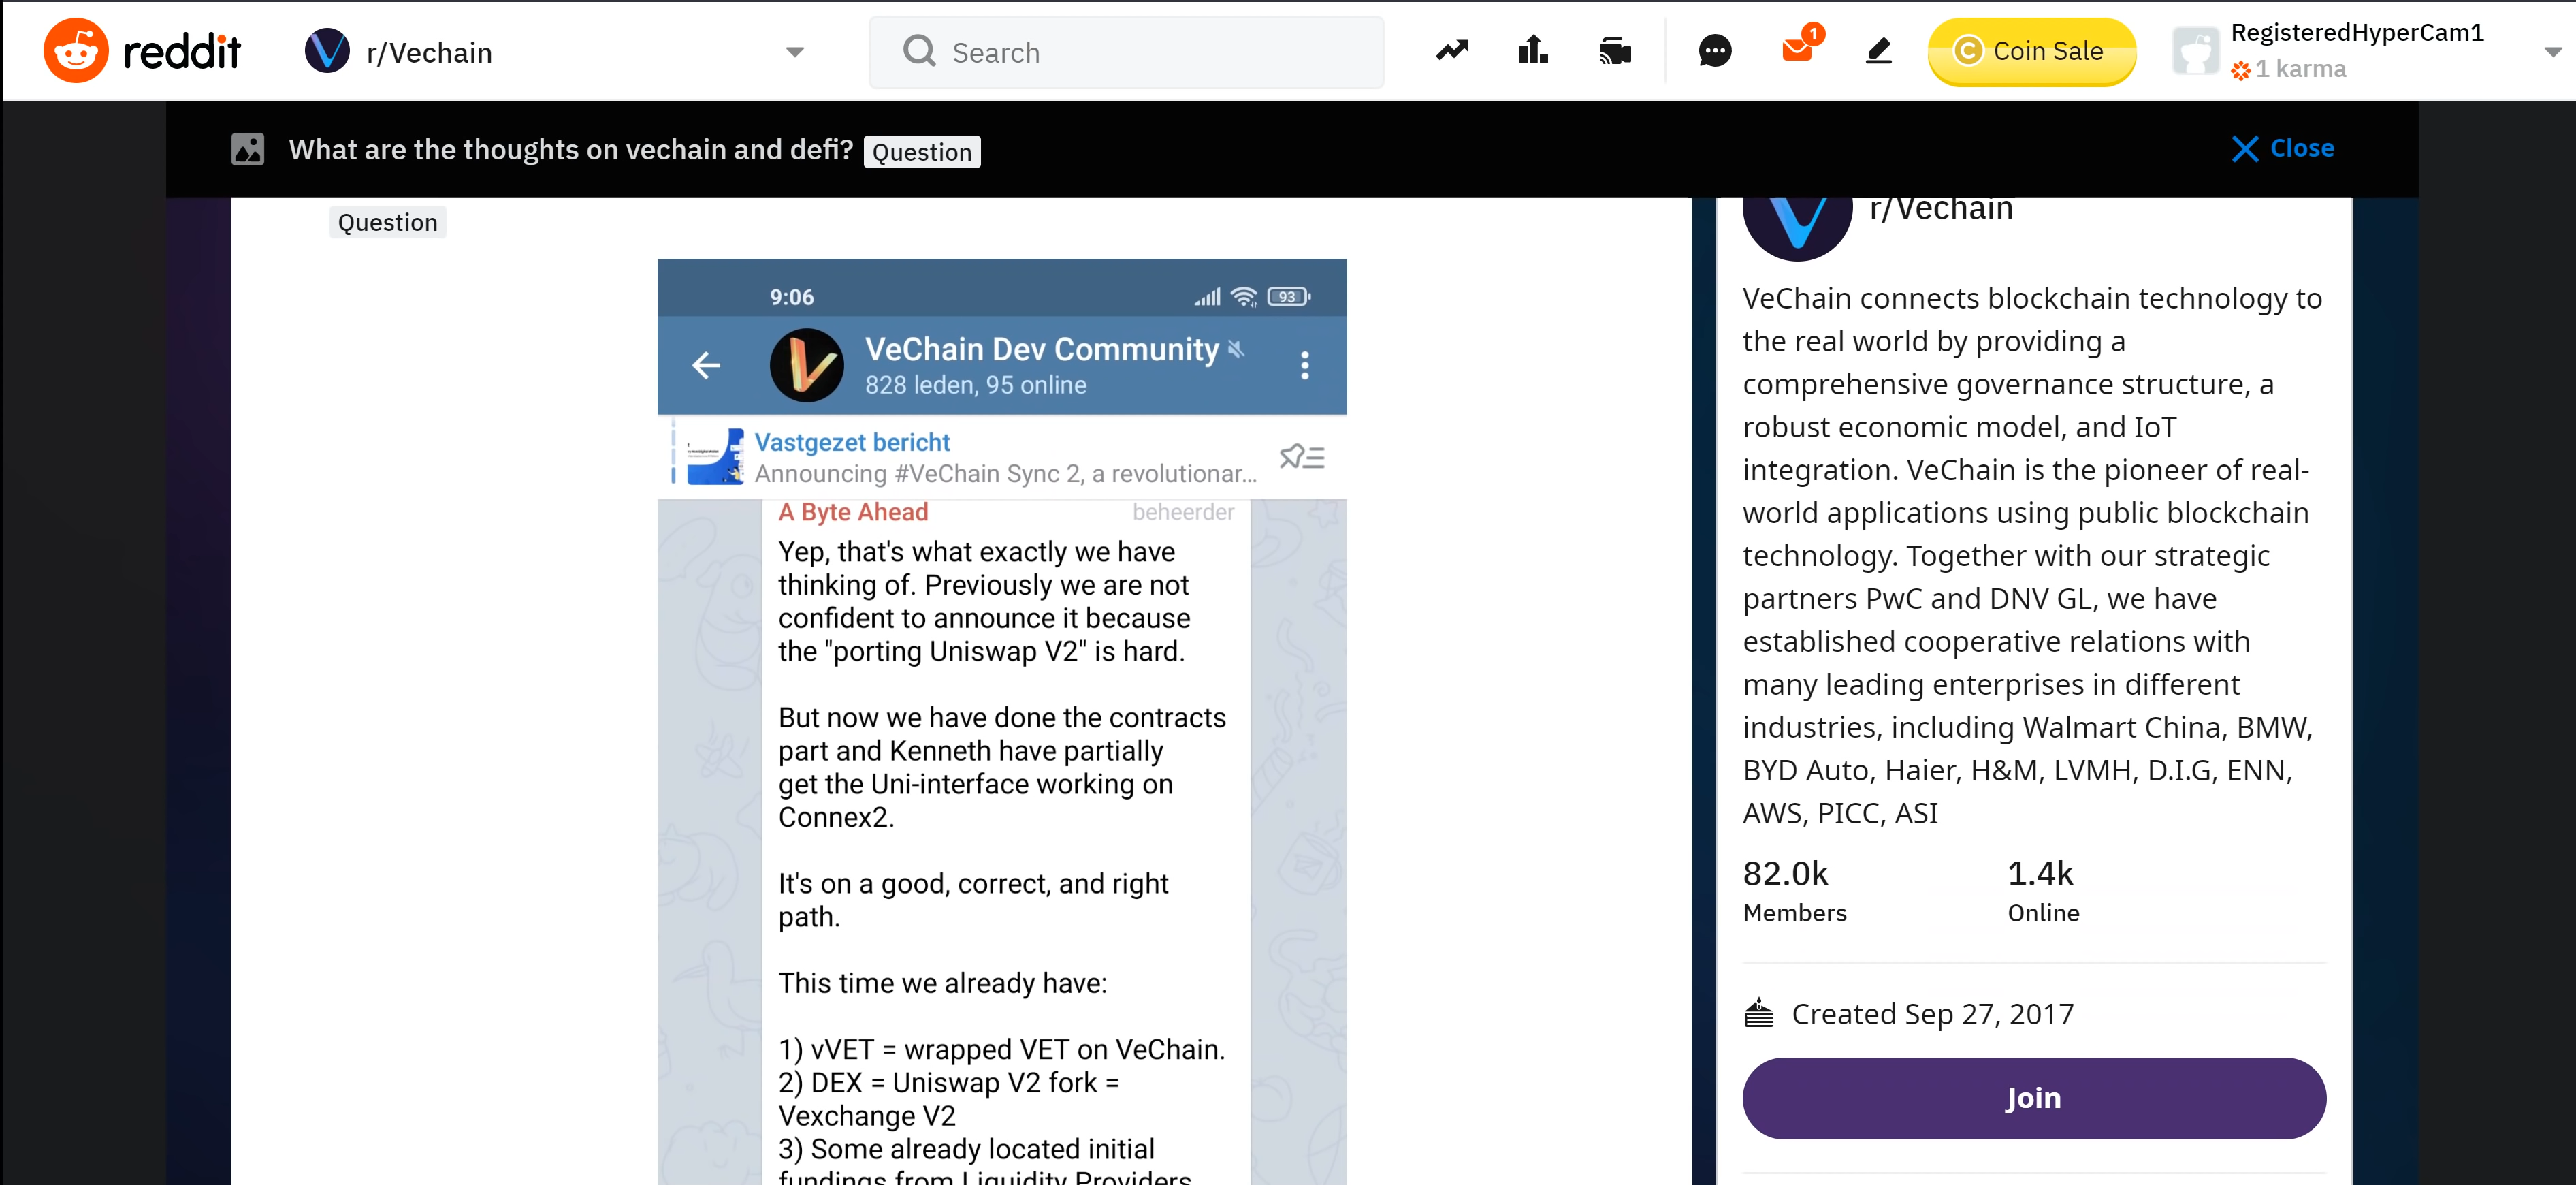 reddit
r/Vechain
Search
1
Coin Sale
RegisteredHyperCam1
1 karma
What are the thoughts on vechain and defi? Question
Close
Question
9:06
93
VeChain Dev Community
828 leden, 95 online
Vastgezet bericht
Announcing #VeChain Sync 2, a revolutionar...
A Byte Ahead beheerder
Yep, that's what exactly we have
thinking of. Previously we are not
confident to announce it because
the "porting Uniswap V2" is hard.
But now we have done the contracts
part and Kenneth have partially
get the Uni-interface working on
Connex2.
It's on a good, correct, and right
path.
This time we already have:
1) vVET = wrapped VET on VeChain.
2) DEX = Uniswap V2 fork =
Vexchange V2
3) Some already located initial
fundings from Liquidity Providers
r/Vechain
VeChain connects blockchain technology to
the real world by providing a
comprehensive governance structure, a
robust economic model, and IoT
integration. VeChain is the pioneer of real-
world applications using public blockchain
technology. Together with our strategic
partners PwC and DNV GL, we have
established cooperative relations with
many leading enterprises in different
industries, including Walmart China, BMW,
BYD Auto, Haier, H&M, LVMH, D.I.G, ENN,
AWS, PICC, ASI
82.0k 1.4k
Members Online
Created Sep 27, 2017
Join